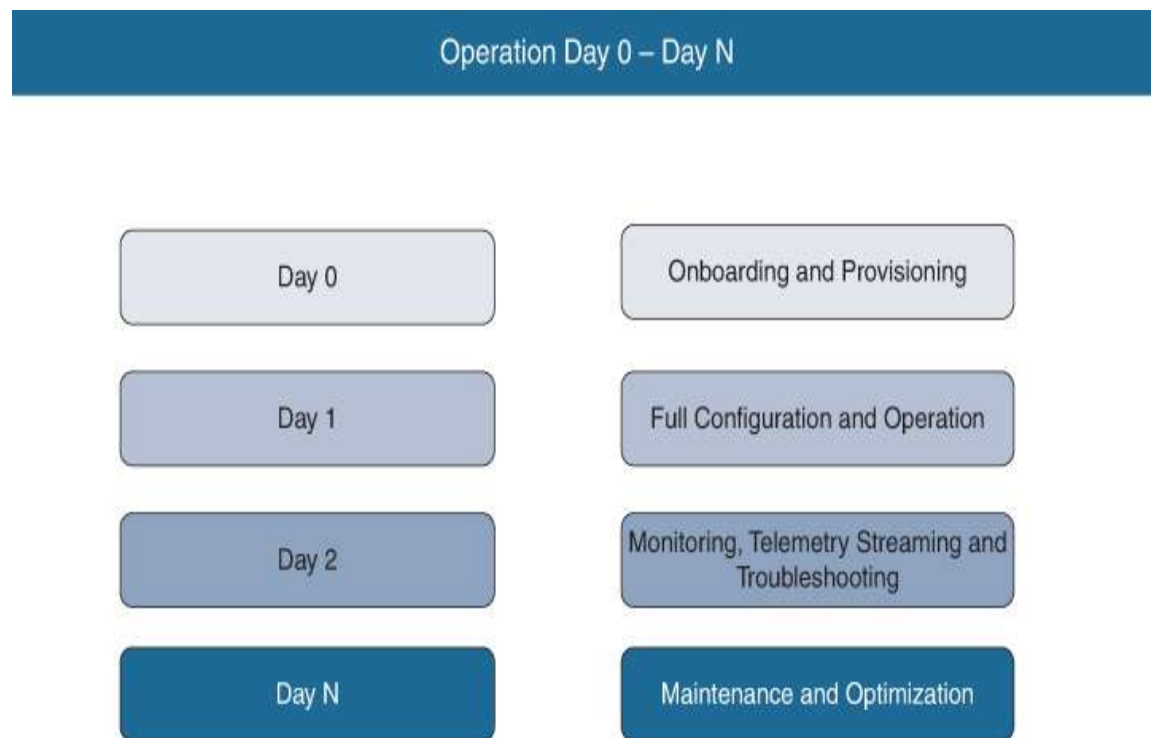 Operation Day 0 – Day N
Day 0
Onboarding and Provisioning
Day 1
Full Configuration and Operation
Day 2
Monitoring, Telemetry Streaming and
Troubleshooting
Day N
Maintenance and Optimization